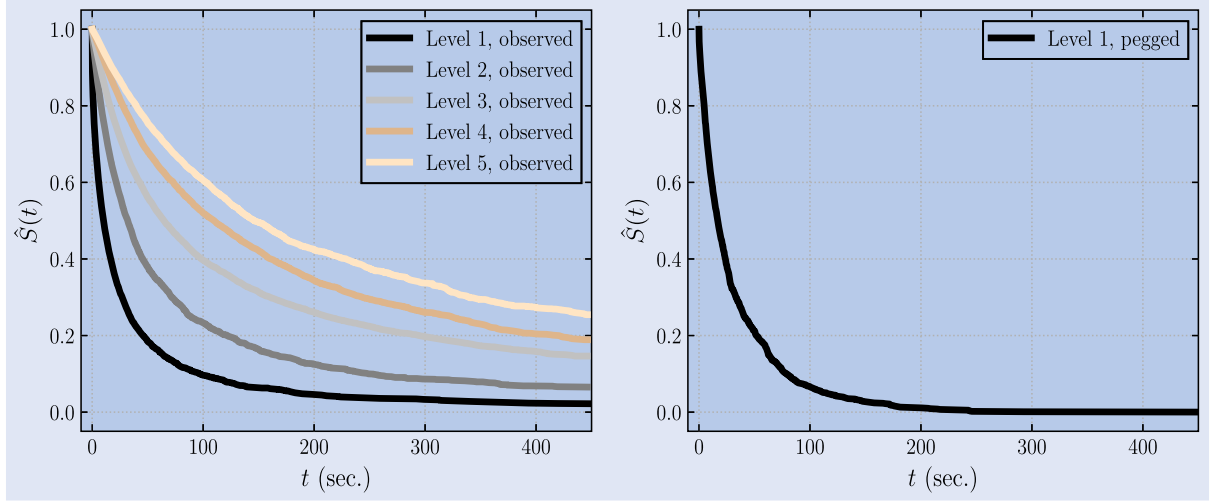 1.0
0.8
0.6
0.4
0.2
0.0
Ŝ(t)
0 100 200 300 400
t (sec.)
Level 1, observed
Level 2, observed
Level 3, observed
Level 4, observed
Level 5, observed
1.0
0.8
0.6
0.4
0.2
0.0
Ŝ(t)
0 100 200 300 400
t (sec.)
Level 1, pegged